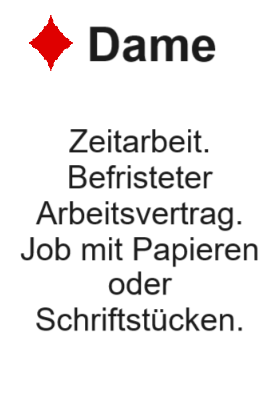 Dame
Zeitarbeit.
Befristeter
Arbeitsvertrag.
Job mit Papieren
oder
Schriftstücken.